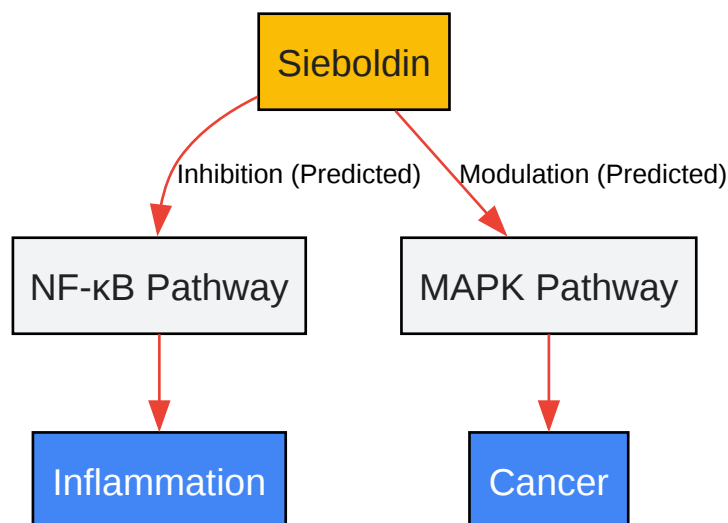 Sieboldin
Inhibition (Predicted)
Modulation (Predicted)
NF-κB Pathway
MAPK Pathway
Inflammation
Cancer